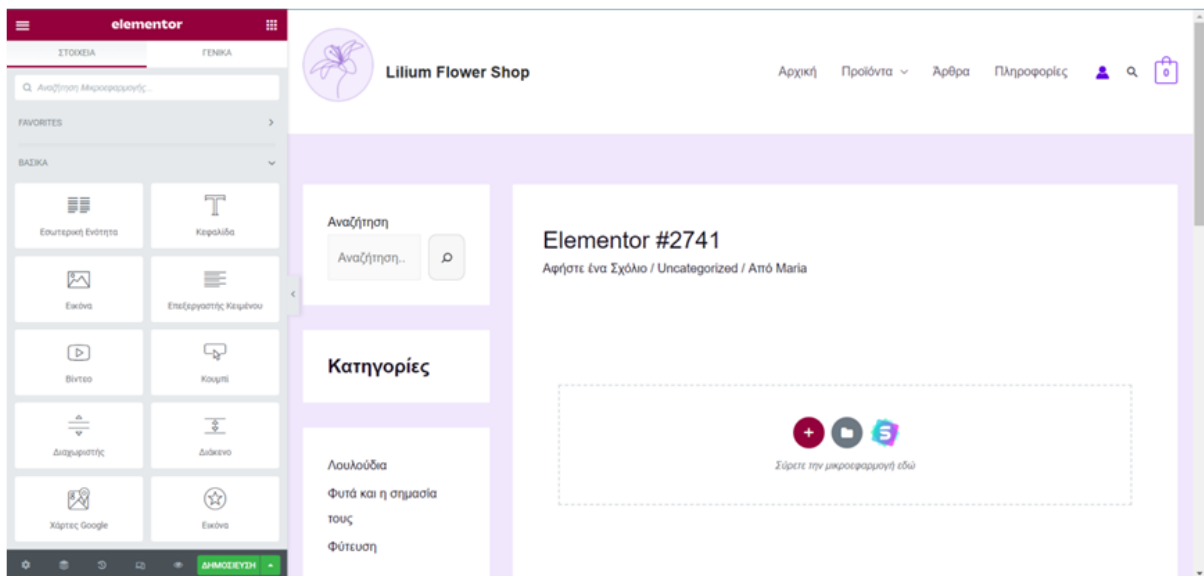 elementor
ΣΤΟΙΧΕΙΑ
ΓΕΝΙΚΑ
Αναζήτηση Μικροεφαρμογής...
FAVORITES
ΒΑΣΙΚΑ
Εσωτερική Ενότητα
Κεφαλίδα
Εικόνα
Επεξεργαστής Κειμένου
Βίντεο
Κουμπί
Διαχωριστής
Διάκενο
Χάρτες Google
Εικόνα
ΔΗΜΟΣΙΕΥΣΗ
Lilium Flower Shop
Αρχική
Προϊόντα
Άρθρα
Πληροφορίες
0
Αναζήτηση
Αναζήτηση..
Κατηγορίες
Λουλούδια
Φυτά και η σημασία
τους
Φύτευση
Elementor #2741
Αφήστε ένα Σχόλιο / Uncategorized / Από Maria
Σύρετε την μικροεφαρμογή εδώ